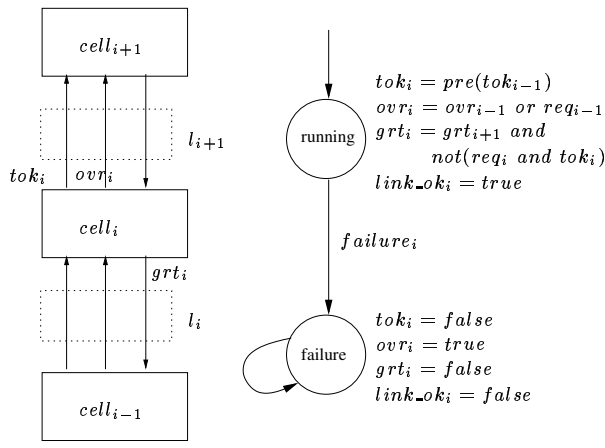 cell_{i+1}
l_{i+1}
tok_i ovr_i
cell_i
grt_i
l_i
cell_{i-1}
running
tok_i = pre(tok_{i-1})
ovr_i = ovr_{i-1} or req_{i-1}
grt_i = grt_{i+1} and
not(req_i and tok_i)
link_ok_i = true
failure_i
failure
tok_i = false
ovr_i = true
grt_i = false
link_ok_i = false